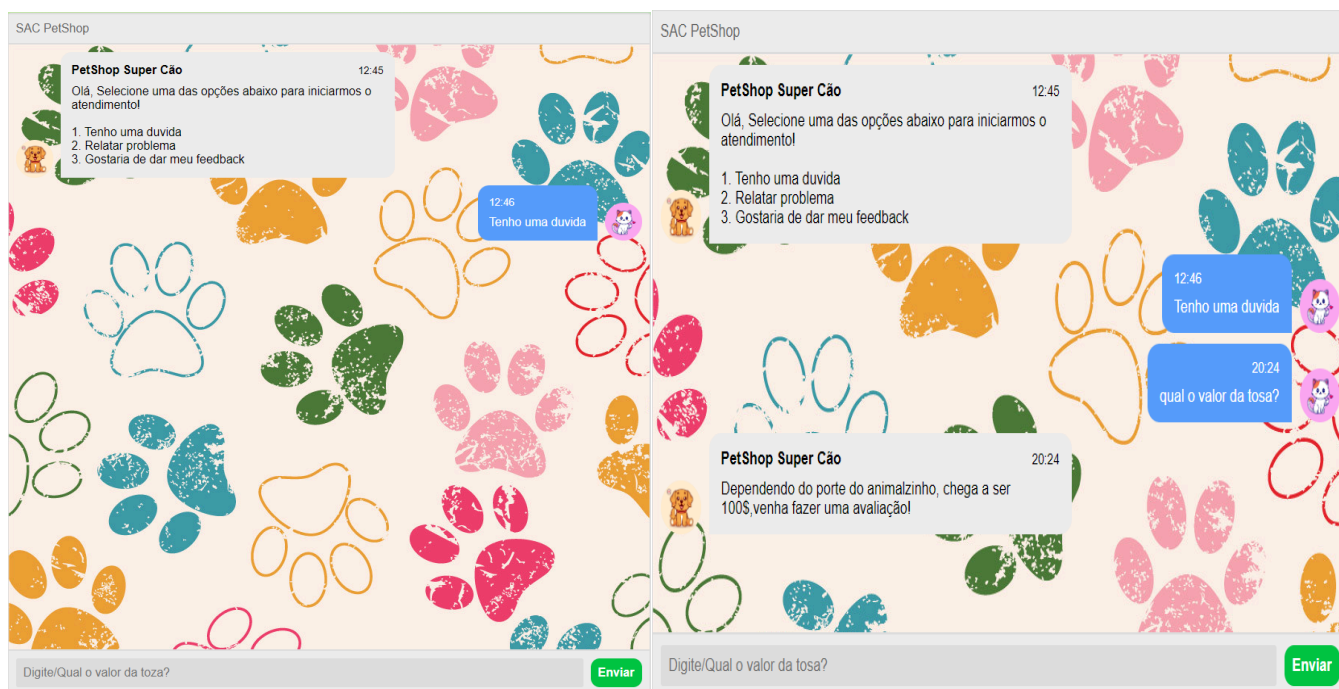 SAC PetShop
PetShop Super Cão 12:45
Olá, Selecione uma das opções abaixo para iniciarmos o
atendimento!
1. Tenho uma duvida
2. Relatar problema
3. Gostaria de dar meu feedback
12:46
Tenho uma duvida
Digite/Qual o valor da toza?
Enviar
SAC PetShop
PetShop Super Cão 12:45
Olá, Selecione uma das opções abaixo para iniciarmos o
atendimento!
1. Tenho uma duvida
2. Relatar problema
3. Gostaria de dar meu feedback
12:46
Tenho uma duvida
20:24
qual o valor da tosa?
PetShop Super Cão 20:24
Dependendo do porte do animalzinho, chega a ser
100$,venha fazer uma avaliação!
Digite/Qual o valor da tosa?
Enviar